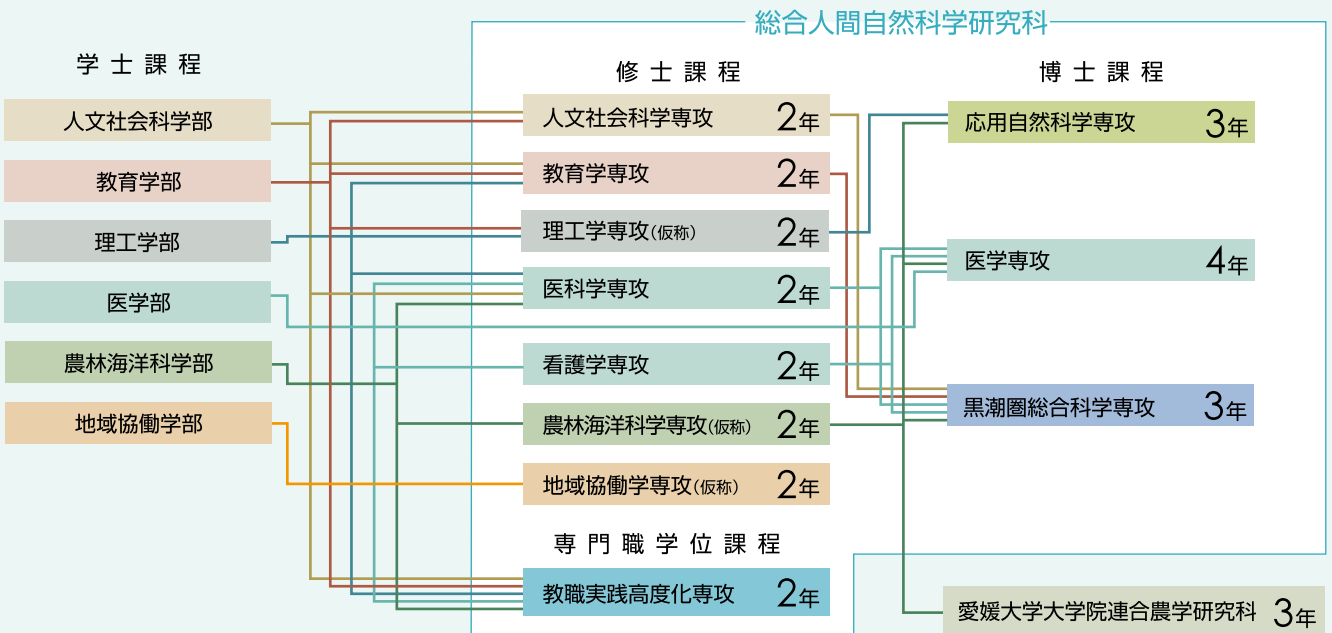 総合人間自然科学研究科
学士課程
人文社会科学部
教育学部
理工学部
医学部
農林海洋科学部
地域協働学部
修士課程
人文社会科学専攻 2年
教育学専攻 2年
理工学専攻(仮称) 2年
医科学専攻 2年
看護学専攻 2年
農林海洋科学専攻(仮称) 2年
地域協働学専攻(仮称) 2年
専門職学位課程
教職実践高度化専攻 2年
博士課程
応用自然科学専攻 3年
医学専攻 4年
黒潮圏総合科学専攻 3年
愛媛大学大学院連合農学研究科 3年